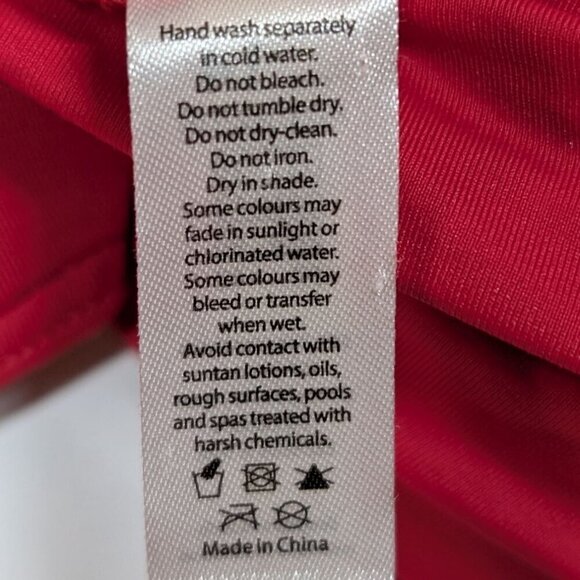 Hand wash separately
in cold water.
Do not bleach.
Do not tumble dry.
Do not dry-clean.
Do not iron.
Dry in shade.
Some colours may
fade in sunlight or
chlorinated water.
Some colours may
bleed or transfer
when wet.
Avoid contact with
suntan lotions, oils,
rough surfaces, pools
and spas treated with
harsh chemicals.
Made in China